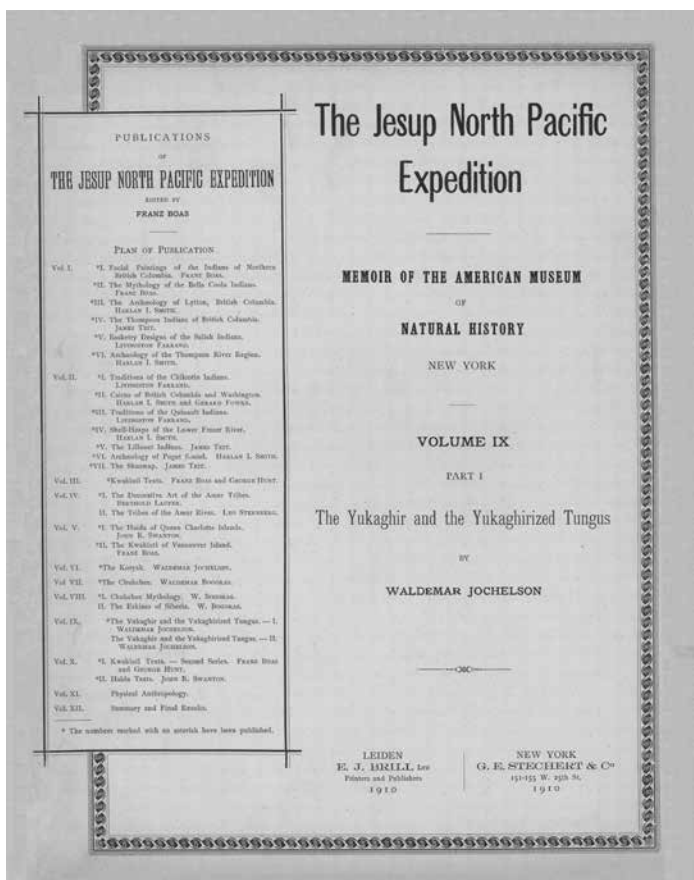 PUBLICATIONS
OF
THE JESUP NORTH PACIFIC EXPEDITION
EDITED BY
FRANZ BOAS
PLAN OF PUBLICATION.
Vol. I. *I. Facial Paintings of the Indians of Northern
British Columbia. FRANZ BOAS.
*II. The Mythology of the Bella Coola Indians.
FRANZ BOAS.
*III. The Archeology of Lytton, British Columbia.
HARLAN I. SMITH.
*IV. The Thompson Indians of British Columbia.
JAMES TEIT.
*V. Basketry Designs of the Salish Indians.
LIVINGSTON FARRAND.
*VI. Archeology of the Thompson River Region.
HARLAN I. SMITH.
Vol. II. *I. Traditions of the Chilcotin Indians.
LIVINGSTON FARRAND.
*II. Cairns of British Columbia and Washington.
HARLAN I. SMITH and GERARD FOWKE.
*III. Traditions of the Quinault Indians.
LIVINGSTON FARRAND.
*IV. Shell-Heaps of the Lower Fraser River.
HARLAN I. SMITH.
*V. The Lillooet Indians. JAMES TEIT.
*VI. Archeology of Puget Sound. HARLAN I. SMITH.
*VII. The Shuswap. JAMES TEIT.
Vol. III. *Kwakiutl Texts. FRANZ BOAS and GEORGE HUNT.
Vol. IV. *I. The Decorative Art of the Amur Tribes.
BERTHOLD LAUFER.
II. The Tribes of the Amur River. LEO STERNBERG.
Vol. V. *I. The Haida of Queen Charlotte Islands.
JOHN R. SWANTON.
*II. The Kwakiutl of Vancouver Island.
FRANZ BOAS.
Vol. VI. *The Koryak. WALDEMAR JOCHELSON.
Vol VII. *The Chukchee. WALDEMAR BOGORAS.
Vol. VIII. *I. Chukchee Mythology. W. BOGORAS.
II. The Eskimo of Siberia. W. BOGORAS.
Vol. IX. *The Yukaghir and the Yukaghirized Tungus. — I.
WALDEMAR JOCHELSON.
The Yukaghir and the Yukaghirized Tungus. — II.
WALDEMAR JOCHELSON.
Vol. X. *I. Kwakiutl Texts. — Second Series. FRANZ BOAS
and GEORGE HUNT.
*II. Haida Texts. JOHN R. SWANTON.
Vol. XI. Physical Anthropology.
Vol. XII. Summary and Final Results.
* The numbers marked with an asterisk have been published.
The Jesup North Pacific
Expedition
MEMOIR OF THE AMERICAN MUSEUM
OF
NATURAL HISTORY
NEW YORK
VOLUME IX
PART I
The Yukaghir and the Yukaghirized Tungus
BY
WALDEMAR JOCHELSON
LEIDEN
E. J. BRILL, Ltd
Printers and Publishers
1910
NEW YORK
G. E. STECHERT & Co
151-155 W. 25th St.
1910